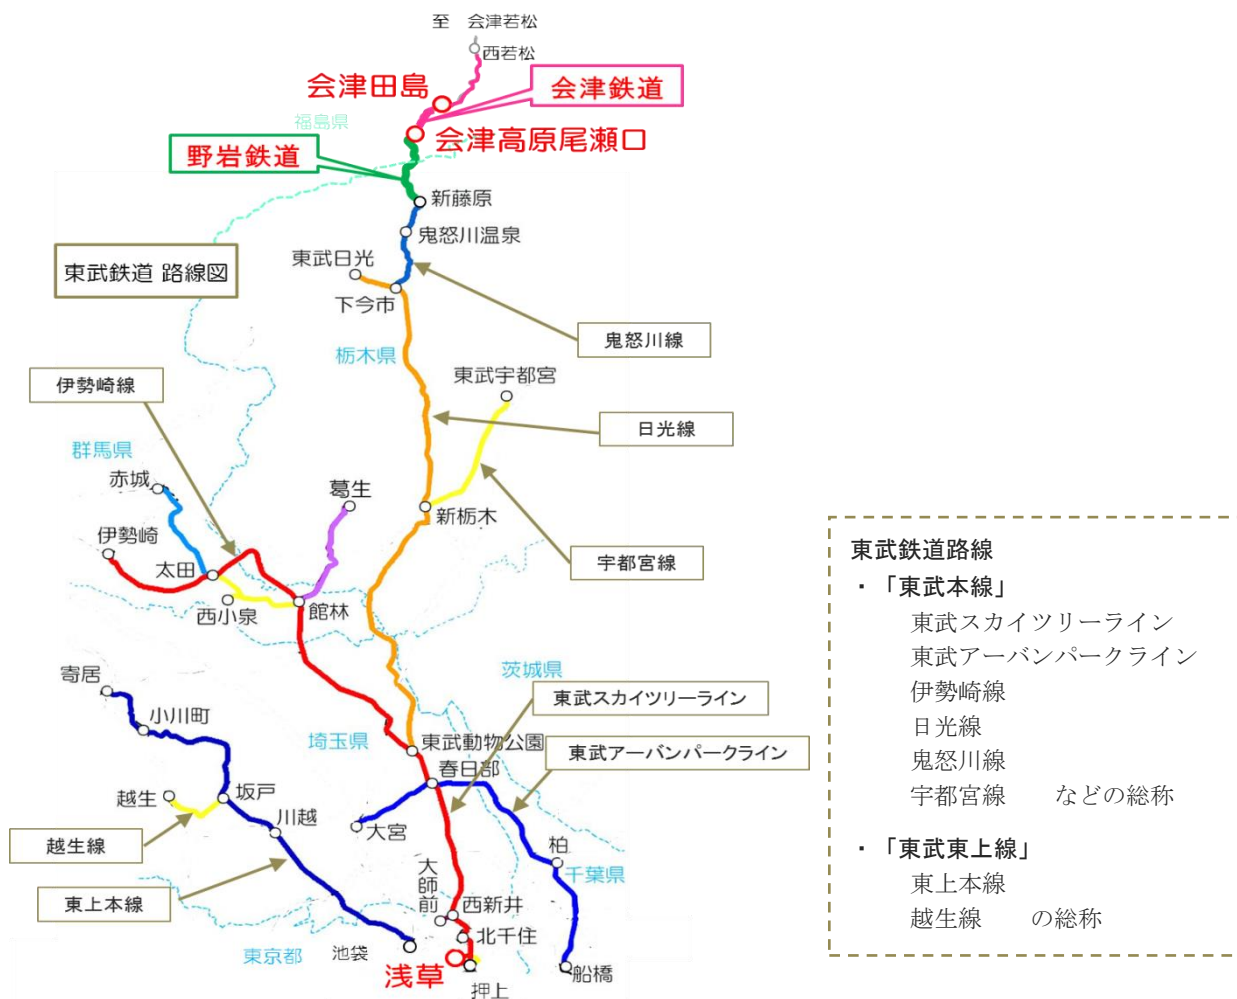 至 会津若松
西若松
会津田島
会津鉄道
福島県
会津高原尾瀬口
野岩鉄道
新藤原
鬼怒川温泉
東武日光
東武鉄道 路線図
下今市
鬼怒川線
栃木県
伊勢崎線
東武宇都宮
日光線
群馬県
赤城
葛生
新栃木
伊勢崎
宇都宮線
太田
西小泉
館林
茨城県
寄居
東武スカイツリーライン
小川町
埼玉県
東武動物公園
東武アーバンパークライン
春日部
越生
坂戸
川越
大宮
越生線
柏
大師前
千葉県
東上本線
西新井
北千住
東京都
池袋
浅草
船橋
押上
東武鉄道路線
・「東武本線」
東武スカイツリーライン
東武アーバンパークライン
伊勢崎線
日光線
鬼怒川線
宇都宮線 などの総称
・「東武東上線」
東上本線
越生線 の総称